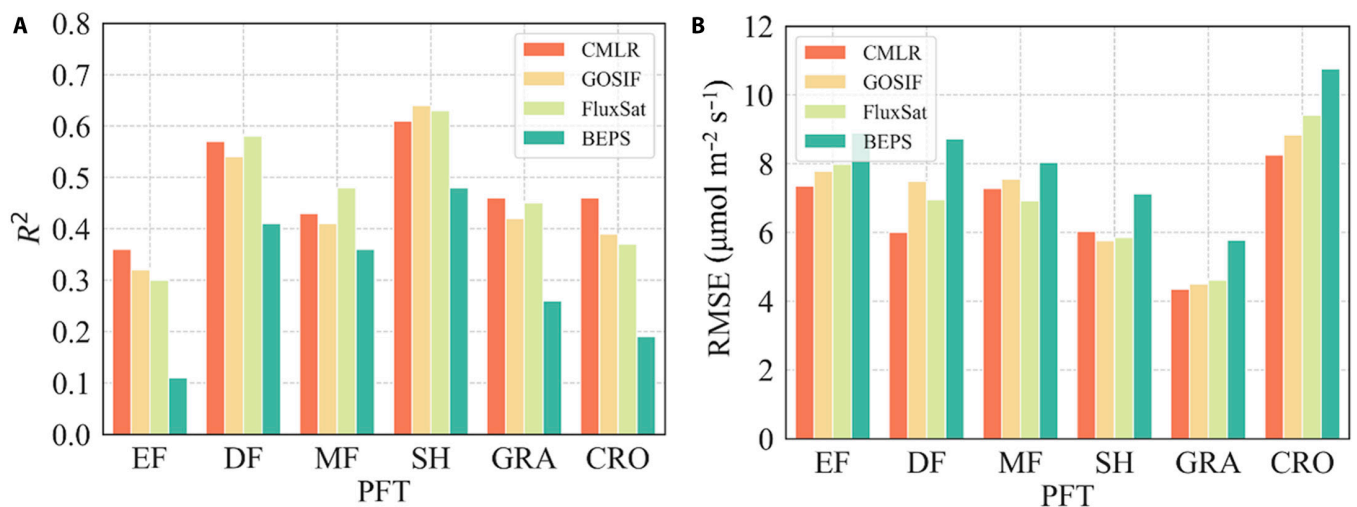 A
0.8
0.7
0.6
0.5
0.4
0.3
0.2
0.1
0.0
R²
CMLR
GOSIF
FluxSat
BEPS
EF DF MF SH GRA CRO
PFT
B
12
10
8
6
4
2
0
RMSE (μmol m⁻² s⁻¹)
CMLR
GOSIF
FluxSat
BEPS
EF DF MF SH GRA CRO
PFT